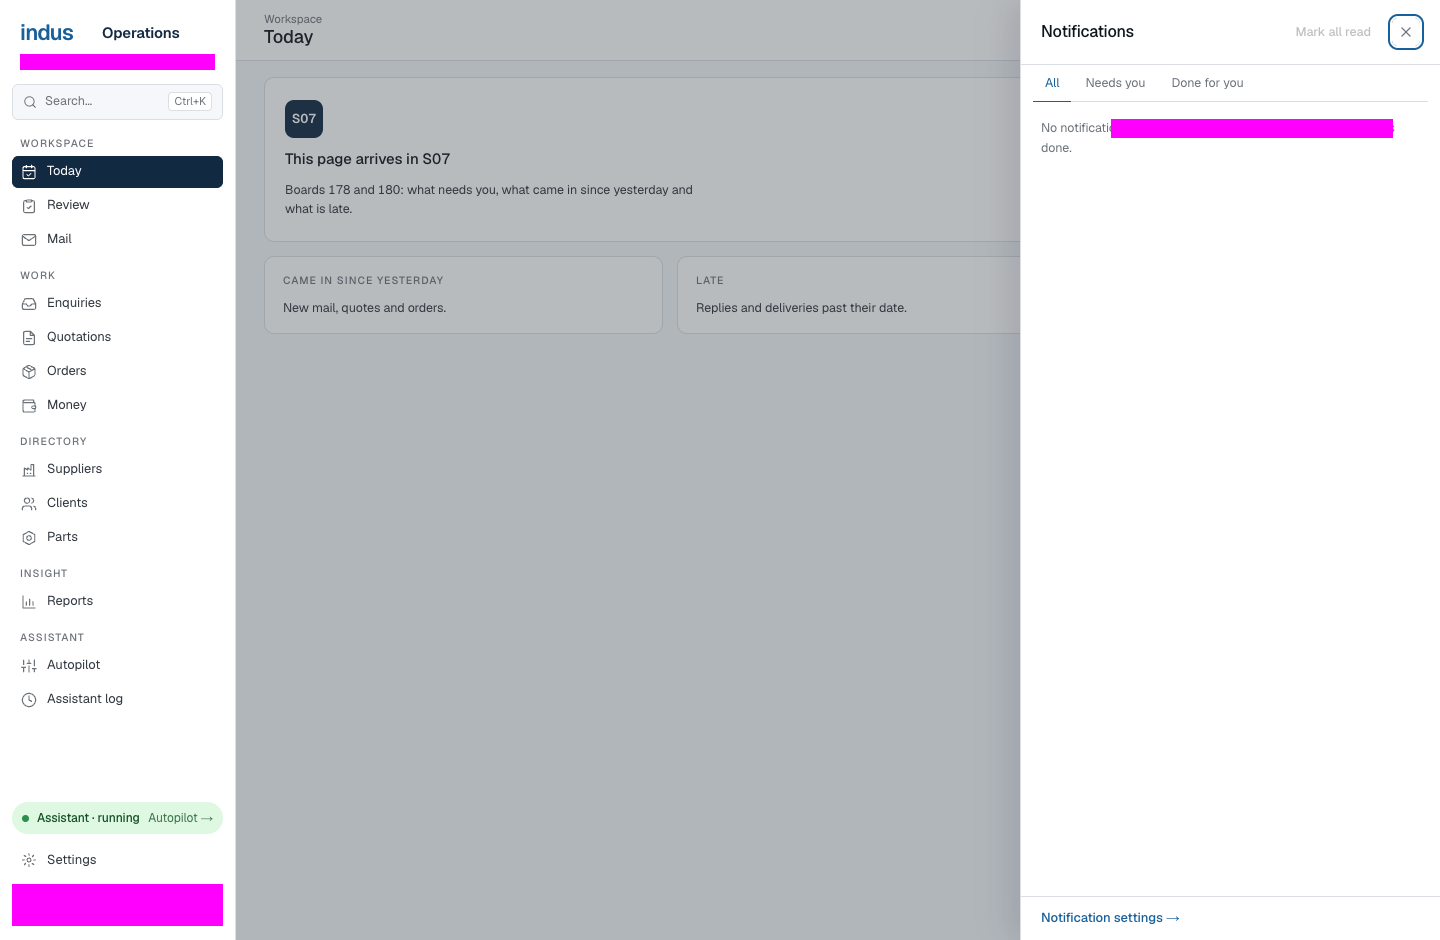 indus
Operations
Search...
Ctrl+K
WORKSPACE
Today
Review
Mail
WORK
Enquiries
Quotations
Orders
Money
DIRECTORY
Suppliers
Clients
Parts
INSIGHT
Reports
ASSISTANT
Autopilot
Assistant log
Assistant · running
Autopilot →
Settings
Workspace
Today
S07
This page arrives in S07
Boards 178 and 180: what needs you, what came in since yesterday and
what is late.
CAME IN SINCE YESTERDAY
New mail, quotes and orders.
LATE
Replies and deliveries past their date.
Notifications
Mark all read
All
Needs you
Done for you
No
done.
Notification settings →